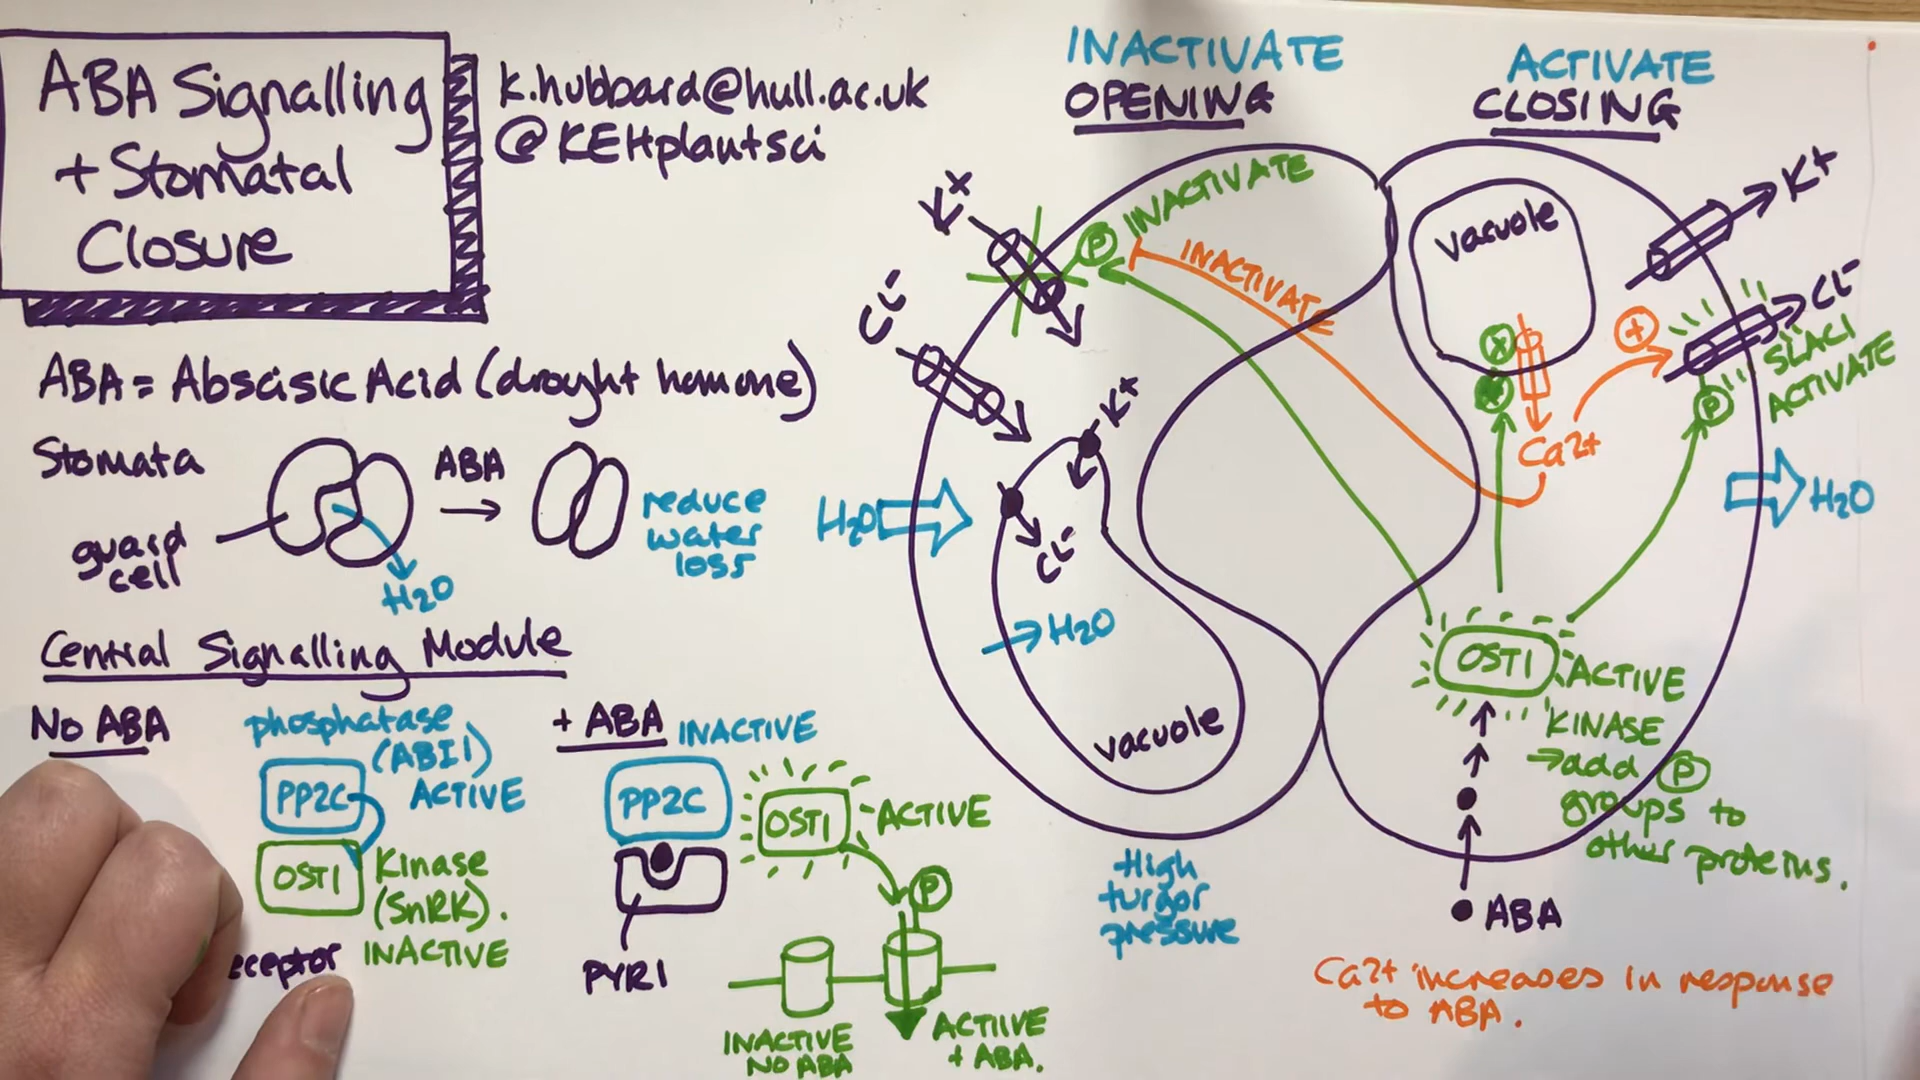 ABA Signalling
+ Stomatal
Closure
k.hubbard@hull.ac.uk
@KEHplantsci
ABA = Abscisic Acid (drought hormone)
Stomata
guard
cell
H2O
ABA
reduce
water
loss
Central Signalling Module
No ABA
phosphatase
(ABI1)
ACTIVE
PP2C
OST1
Kinase
(SnRK).
INACTIVE
eceptor
+ ABA
INACTIVE
PP2C
OST1
ACTIVE
P
PYR1
INACTIVE
NO ABA
ACTIIVE
+ ABA.
INACTIVATE
OPENING
K+
Cl-
P
INACTIVATE
INACTIVATE
K+
Cl-
H2O
H2O
vacuole
High
turgor
pressure
ACTIVATE
CLOSING
vacuole
K+
Cl-
SLAC1
ACTIVATE
+
P
Ca2+
H2O
OST1
ACTIVE
KINASE
→add P
groups to
other proteins.
ABA
Ca2+ increases in response
to ABA.